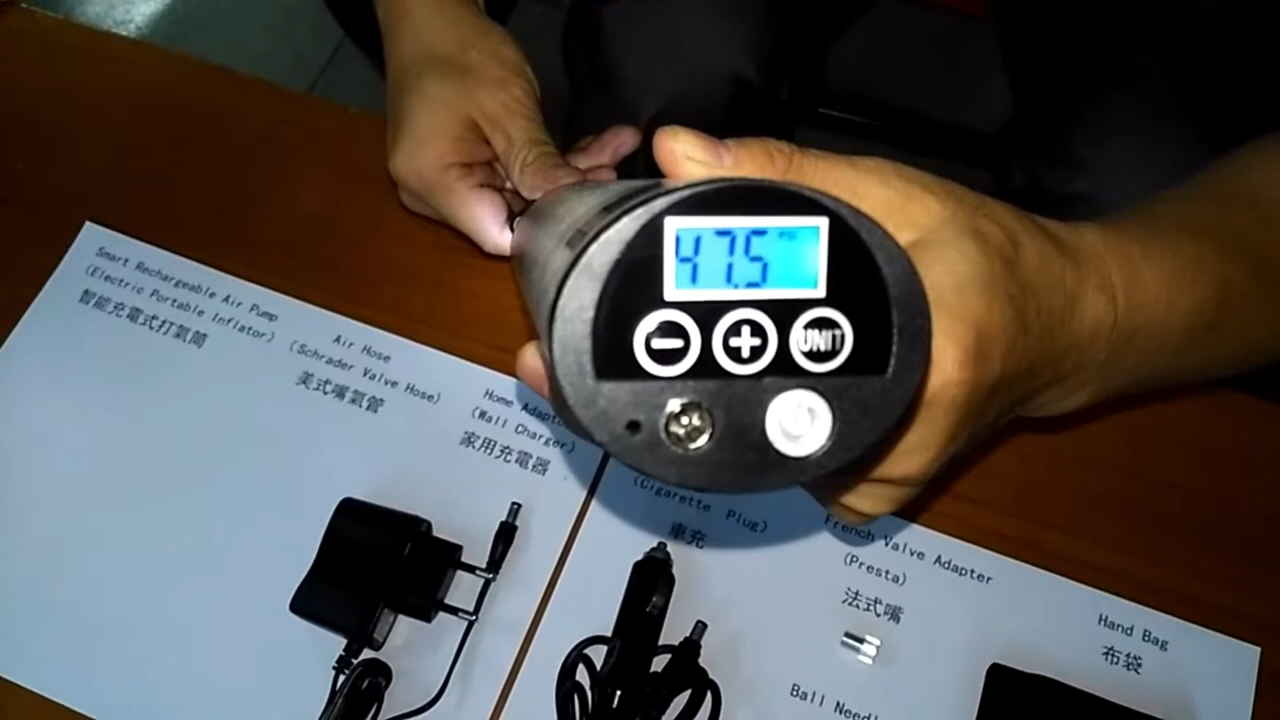 47.5
PSI
UNIT
Smart Rechargeable Air Pump
(Electric Portable Inflator)
智能充電式打氣筒
Air Hose
(Schrader Valve Hose)
美式嘴氣管
Home
(Wall Charger)
家用充電器
(Cigarette Plug)
車充
French Valve Adapter
(Presta)
法式嘴
Hand Bag
布袋
Ball